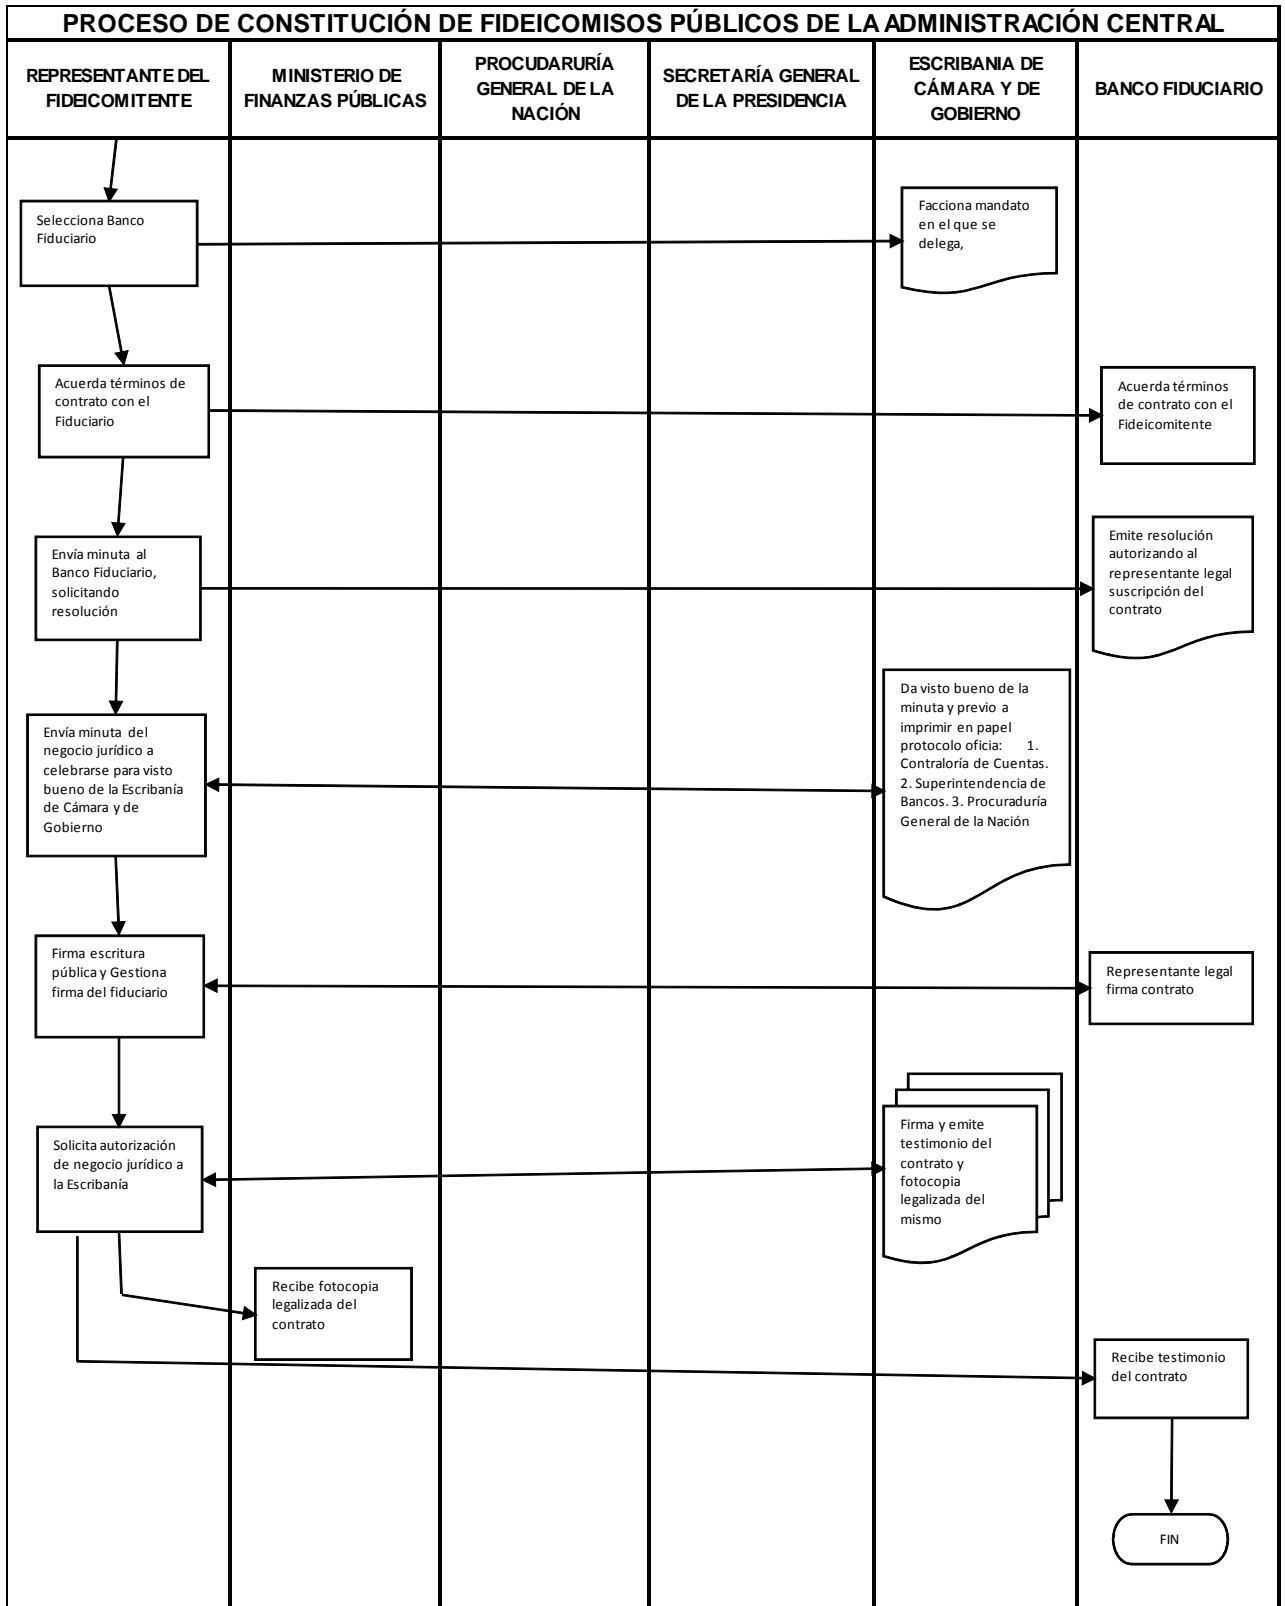 PROCESO DE CONSTITUCIÓN DE FIDEICOMISOS PÚBLICOS DE LA ADMINISTRACIÓN CENTRAL
REPRESENTANTE DEL
FIDEICOMITENTE
MINISTERIO DE
FINANZAS PÚBLICAS
PROCUDARURÍA
GENERAL DE LA
NACIÓN
SECRETARÍA GENERAL
DE LA PRESIDENCIA
ESCRIBANIA DE
CÁMARA Y DE
GOBIERNO
BANCO FIDUCIARIO
Selecciona Banco
Fiduciario
Facciona mandato
en el que se
delega,
Acuerda términos de
contrato con el
Fiduciario
Acuerda términos
de contrato con el
Fideicomitente
Envía minuta al
Banco Fiduciario,
solicitando
resolución
Emite resolución
autorizando al
representante legal
suscripción del
contrato
Envía minuta del
negocio jurídico a
celebrarse para visto
bueno de la Escribanía
de Cámara y de
Gobierno
Da visto bueno de la
minuta y previo a
imprimir en papel
protocolo oficia: 1.
Contraloría de Cuentas.
2. Superintendencia de
Bancos. 3. Procuraduría
General de la Nación
Firma escritura
pública y Gestiona
firma del fiduciario
Representante legal
firma contrato
Solicita autorización
de negocio jurídico a
la Escribanía
Firma y emite
testimonio del
contrato y
fotocopia
legalizada del
mismo
Recibe fotocopia
legalizada del
contrato
Recibe testimonio
del contrato
FIN